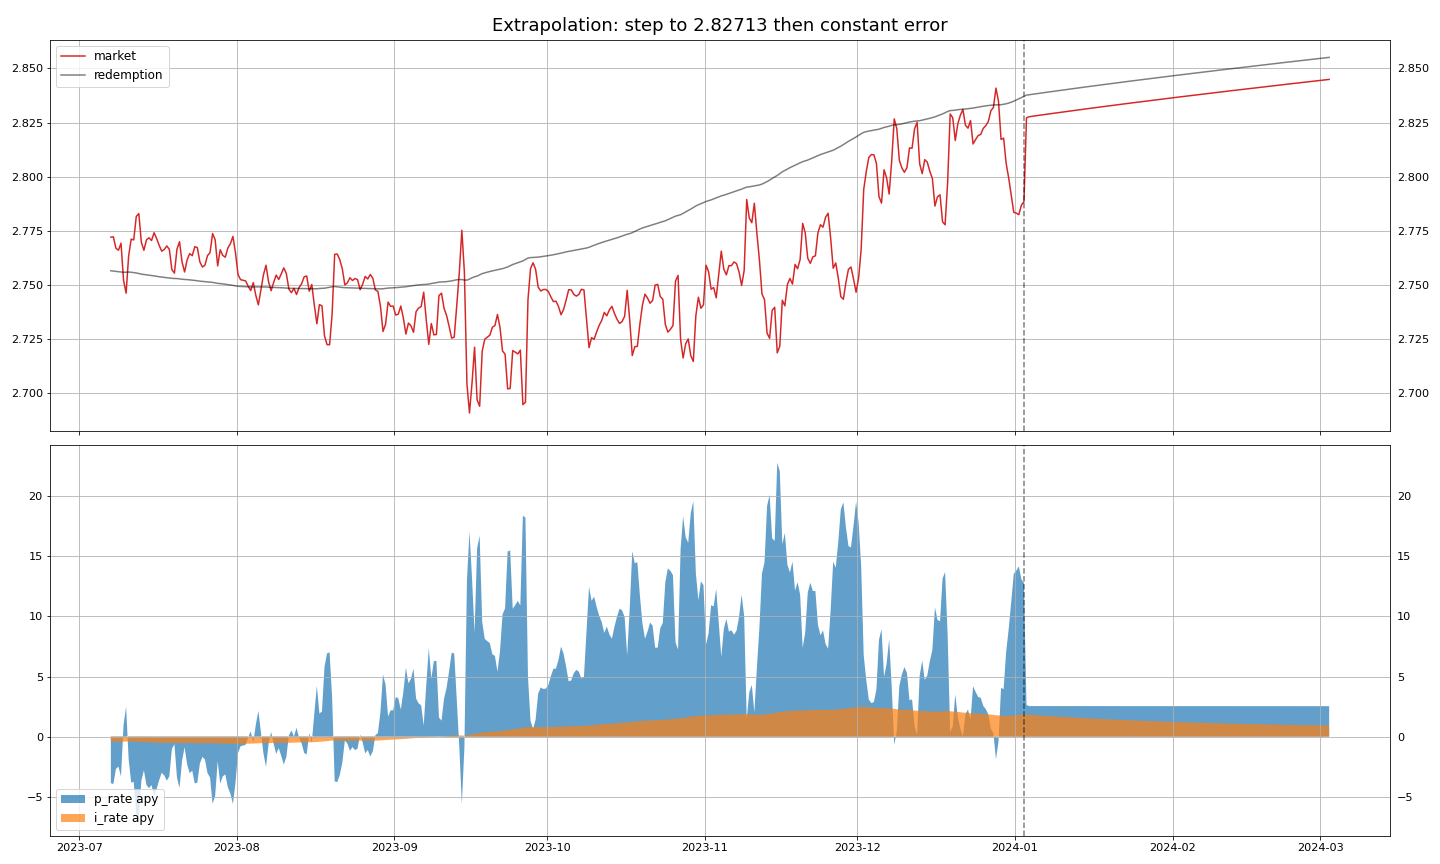 Extrapolation: step to 2.82713 then constant error
market
redemption
2.850 2.850
2.825 2.825
2.800 2.800
2.775 2.775
2.750 2.750
2.725 2.725
2.700 2.700
20 20
15 15
10 10
5 5
0 0
−5 −5
p_rate apy
i_rate apy
2023-07 2023-08 2023-09 2023-10 2023-11 2023-12 2024-01 2024-02 2024-03